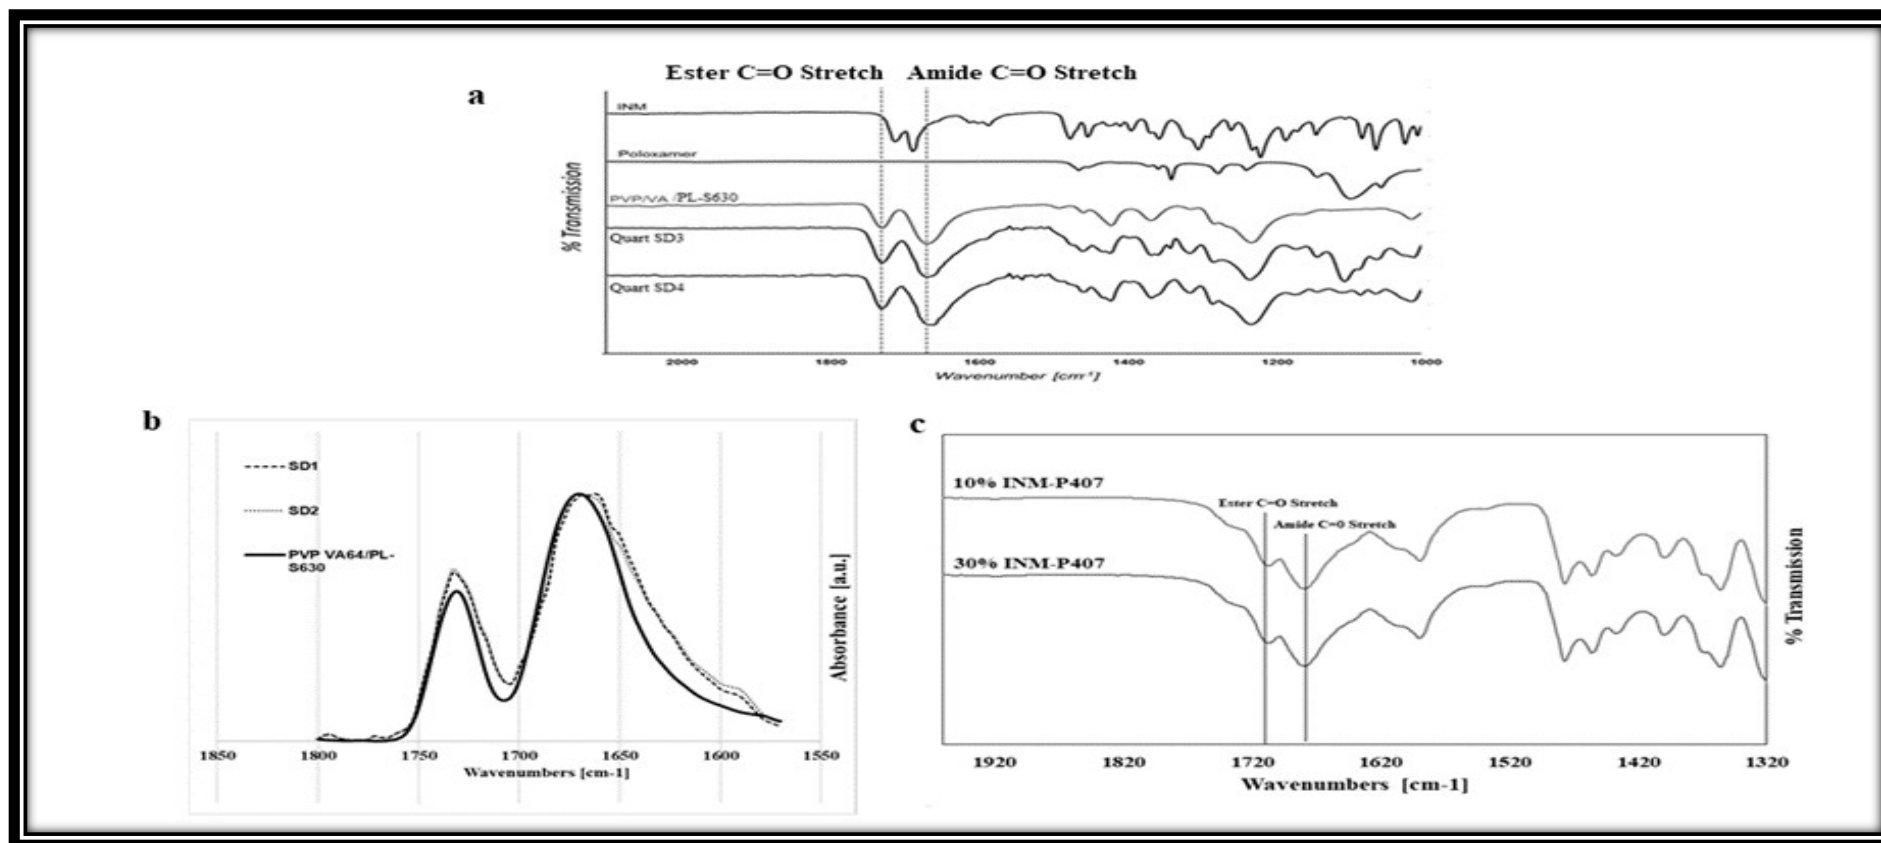 Ester C=O Stretch Amide C=O Stretch
a
INM
Poloxamer
PVP/VA /PL-S630
Quart SD3
Quart SD4
% Transmission
2000 1800 1600 1400 1200 1000
Wavenumber [cm-1]
b
SD1
SD2
PVP VA64/PL-
S630
Absorbance [a.u.]
1850 1800 1750 1700 1650 1600 1550
Wavenumbers [cm-1]
c
10% INM-P407
Ester C=O Stretch
Amide C=0 Stretch
30% INM-P407
% Transmission
1920 1820 1720 1620 1520 1420 1320
Wavenumbers [cm-1]